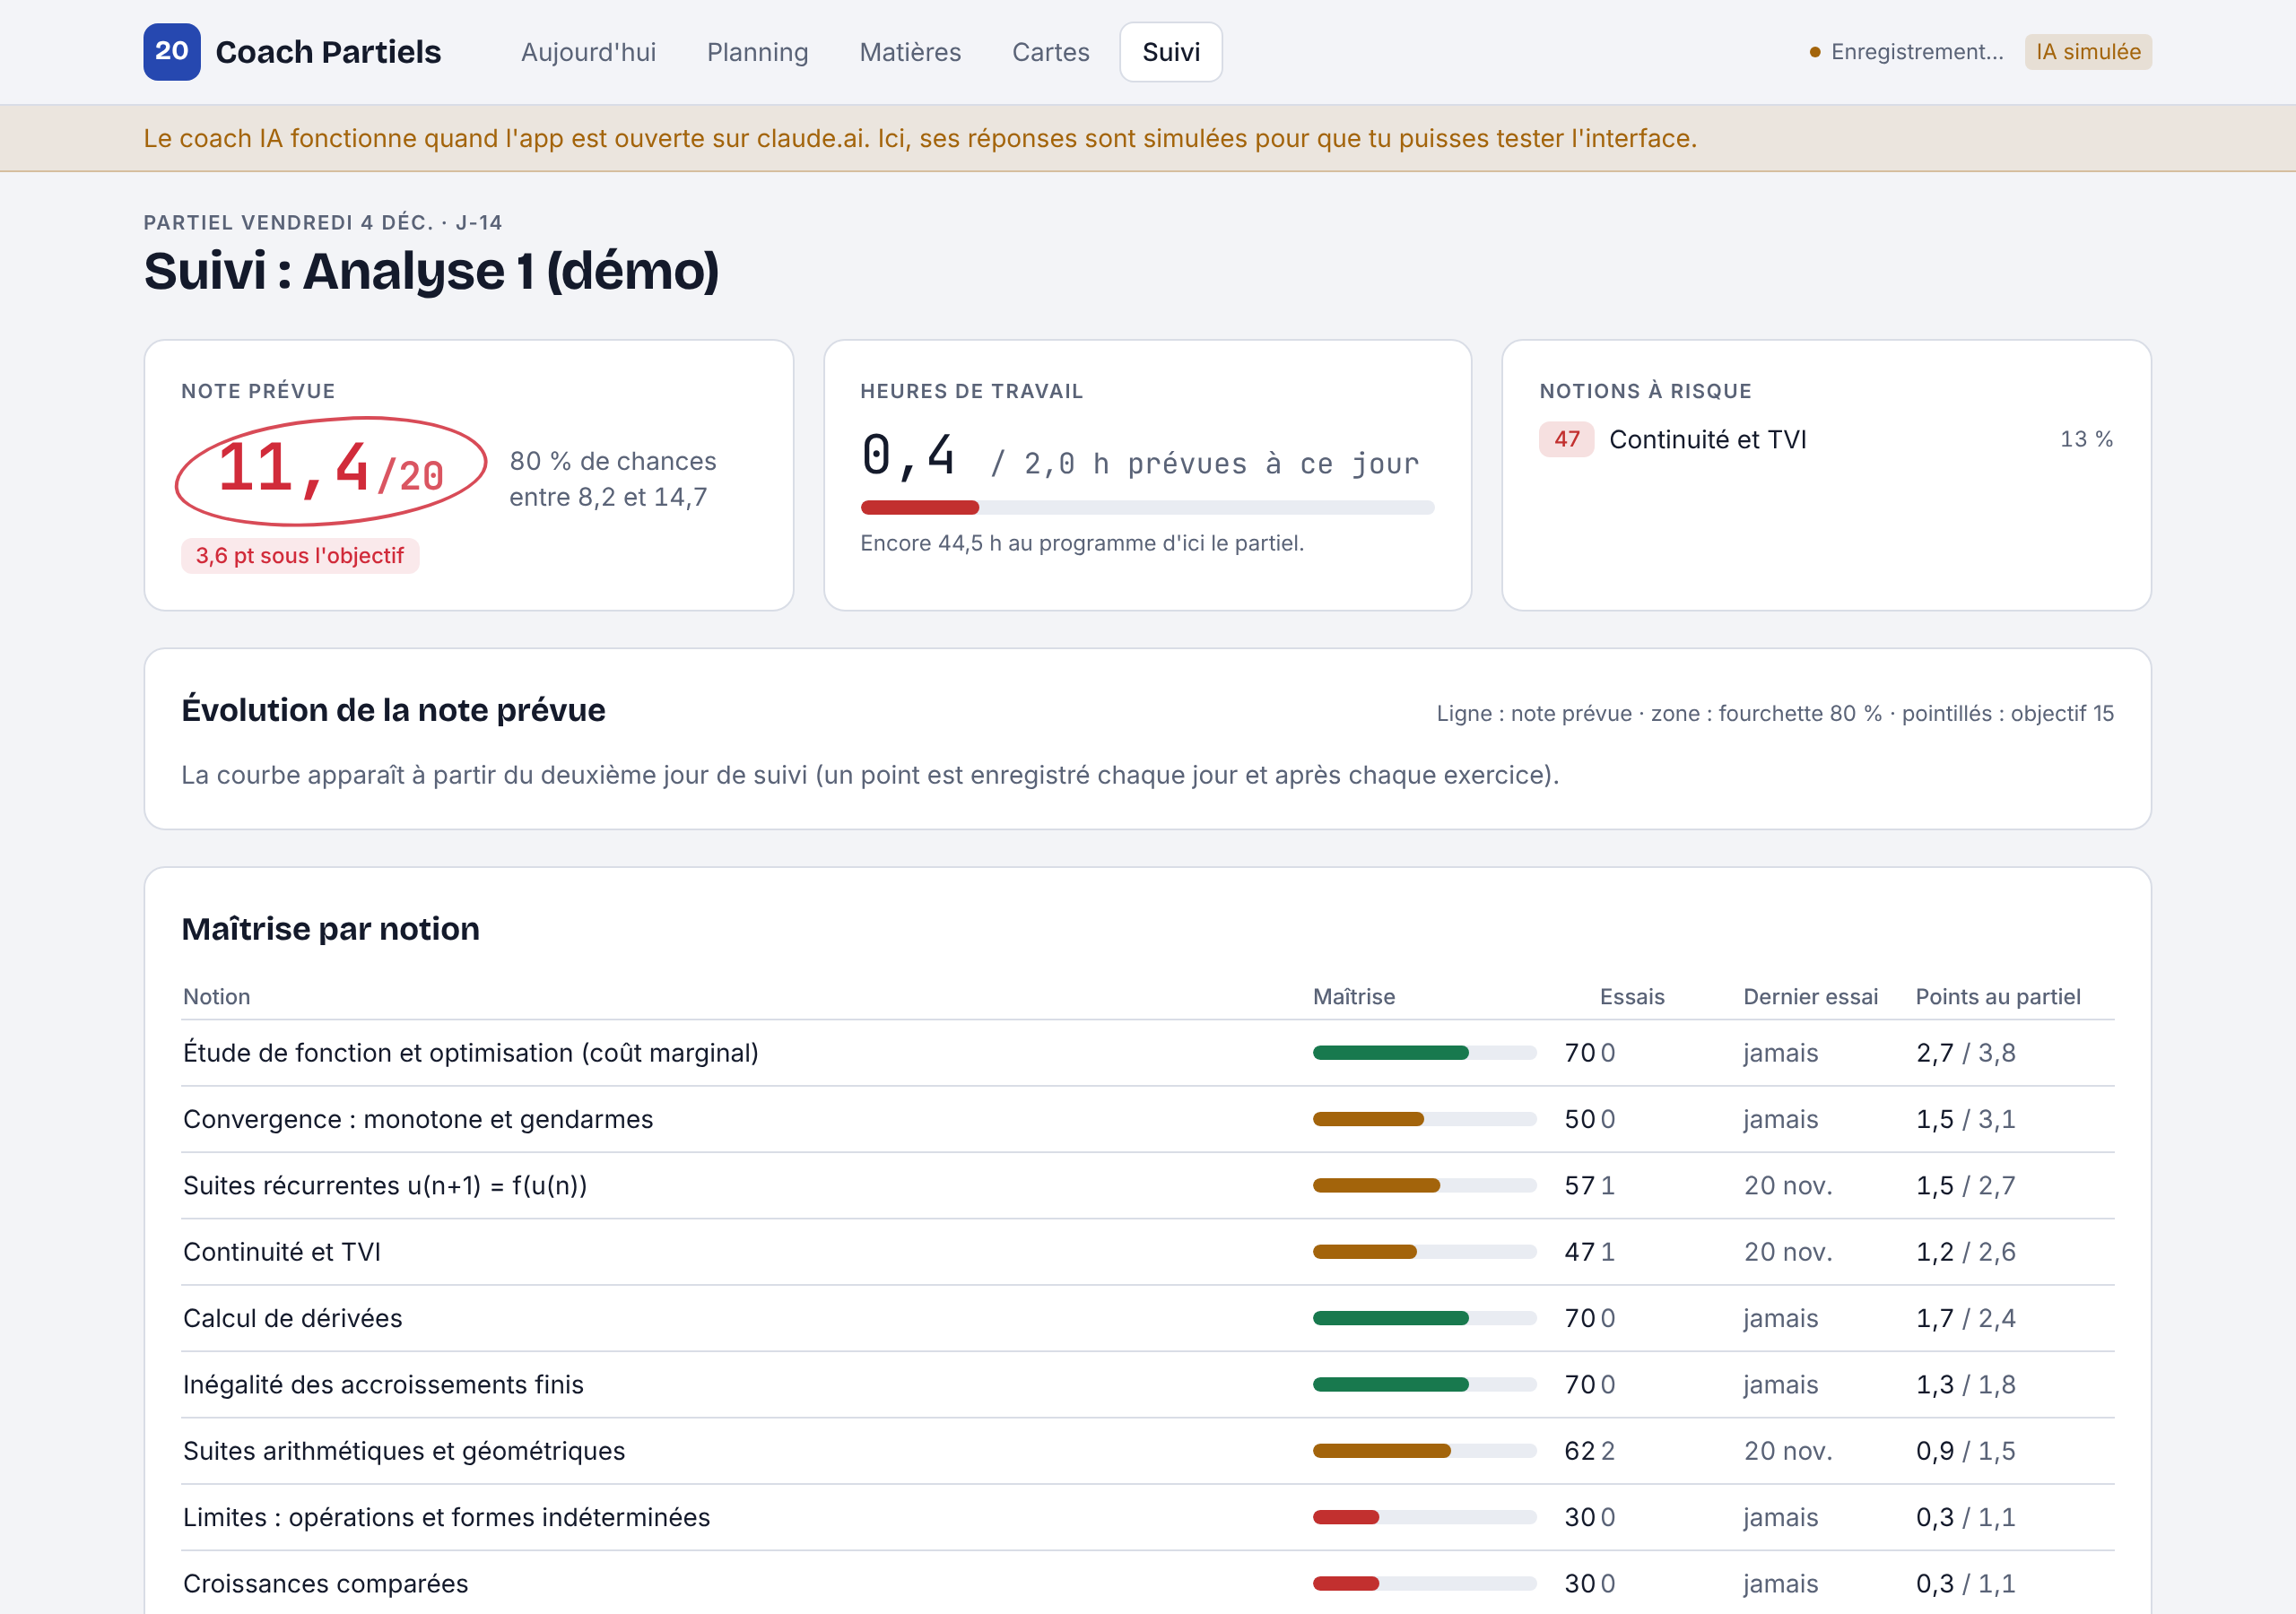 20 Coach Partiels Aujourd'hui Planning Matières Cartes Suivi Enregistrement... IA simulée
Le coach IA fonctionne quand l'app est ouverte sur claude.ai. Ici, ses réponses sont simulées pour que tu puisses tester l'interface.
PARTIEL VENDREDI 4 DÉC. · J-14
Suivi : Analyse 1 (démo)
NOTE PRÉVUE
11,4/20
80 % de chances
entre 8,2 et 14,7
3,6 pt sous l'objectif
HEURES DE TRAVAIL
0,4 / 2,0 h prévues à ce jour
Encore 44,5 h au programme d'ici le partiel.
NOTIONS À RISQUE
47 Continuité et TVI 13 %
Évolution de la note prévue
Ligne : note prévue · zone : fourchette 80 % · pointillés : objectif 15
La courbe apparaît à partir du deuxième jour de suivi (un point est enregistré chaque jour et après chaque exercice).
Maîtrise par notion
Notion Maîtrise Essais Dernier essai Points au partiel
Étude de fonction et optimisation (coût marginal) 70 0 jamais 2,7 / 3,8
Convergence : monotone et gendarmes 50 0 jamais 1,5 / 3,1
Suites récurrentes u(n+1) = f(u(n)) 57 1 20 nov. 1,5 / 2,7
Continuité et TVI 47 1 20 nov. 1,2 / 2,6
Calcul de dérivées 70 0 jamais 1,7 / 2,4
Inégalité des accroissements finis 70 0 jamais 1,3 / 1,8
Suites arithmétiques et géométriques 62 2 20 nov. 0,9 / 1,5
Limites : opérations et formes indéterminées 30 0 jamais 0,3 / 1,1
Croissances comparées 30 0 jamais 0,3 / 1,1